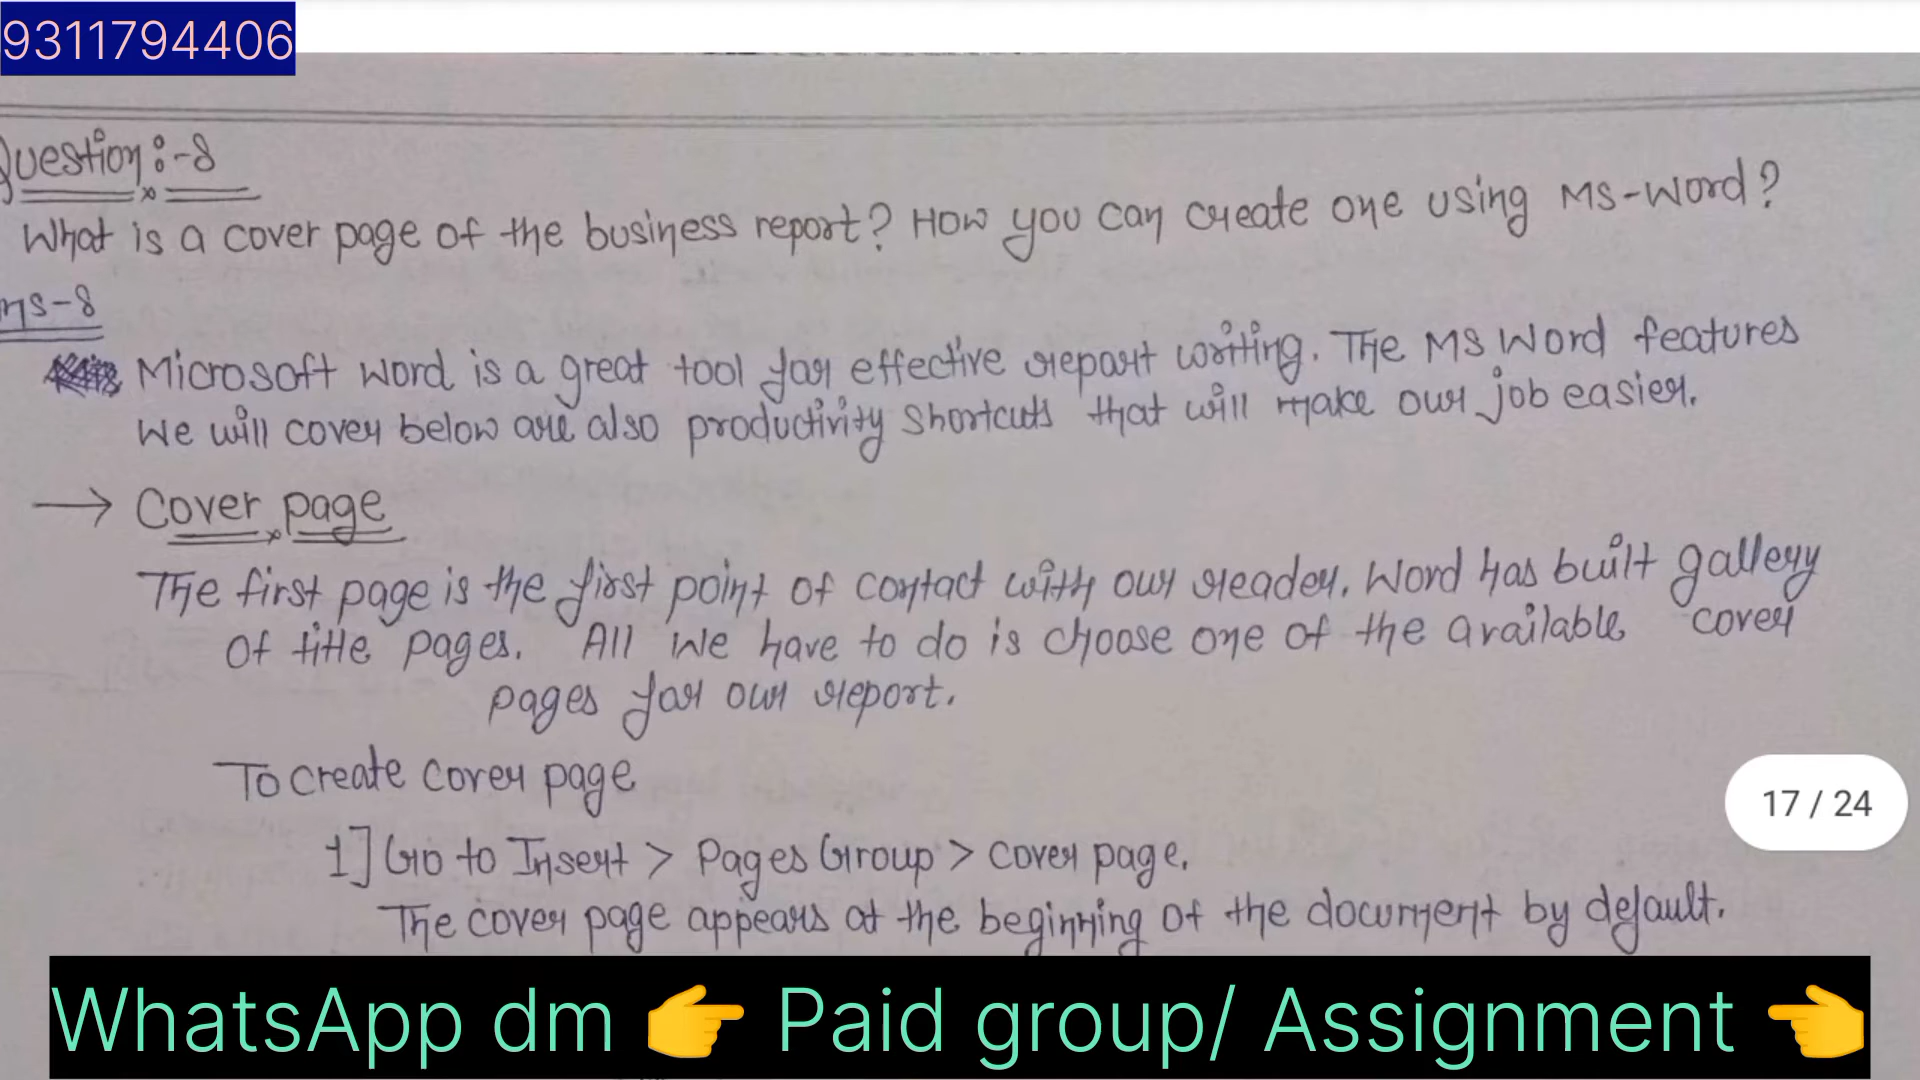 9311794406
Question:-8
What is a cover page of the business report? How you can create one using MS-Word?
Ans-8
Microsoft word is a great tool for effective report writing. The MS Word features
We will cover below are also productivity shortcuts that will make our job easier.
→ Cover page
The first page is the first point of contact with our reader. Word has built gallery
of title pages. All we have to do is choose one of the available cover
pages for our report.
To create cover page
1] Go to Insert > Pages Group > cover page.
The cover page appears at the beginning of the document by default.
17 / 24
WhatsApp dm 👉 Paid group/ Assignment 👈